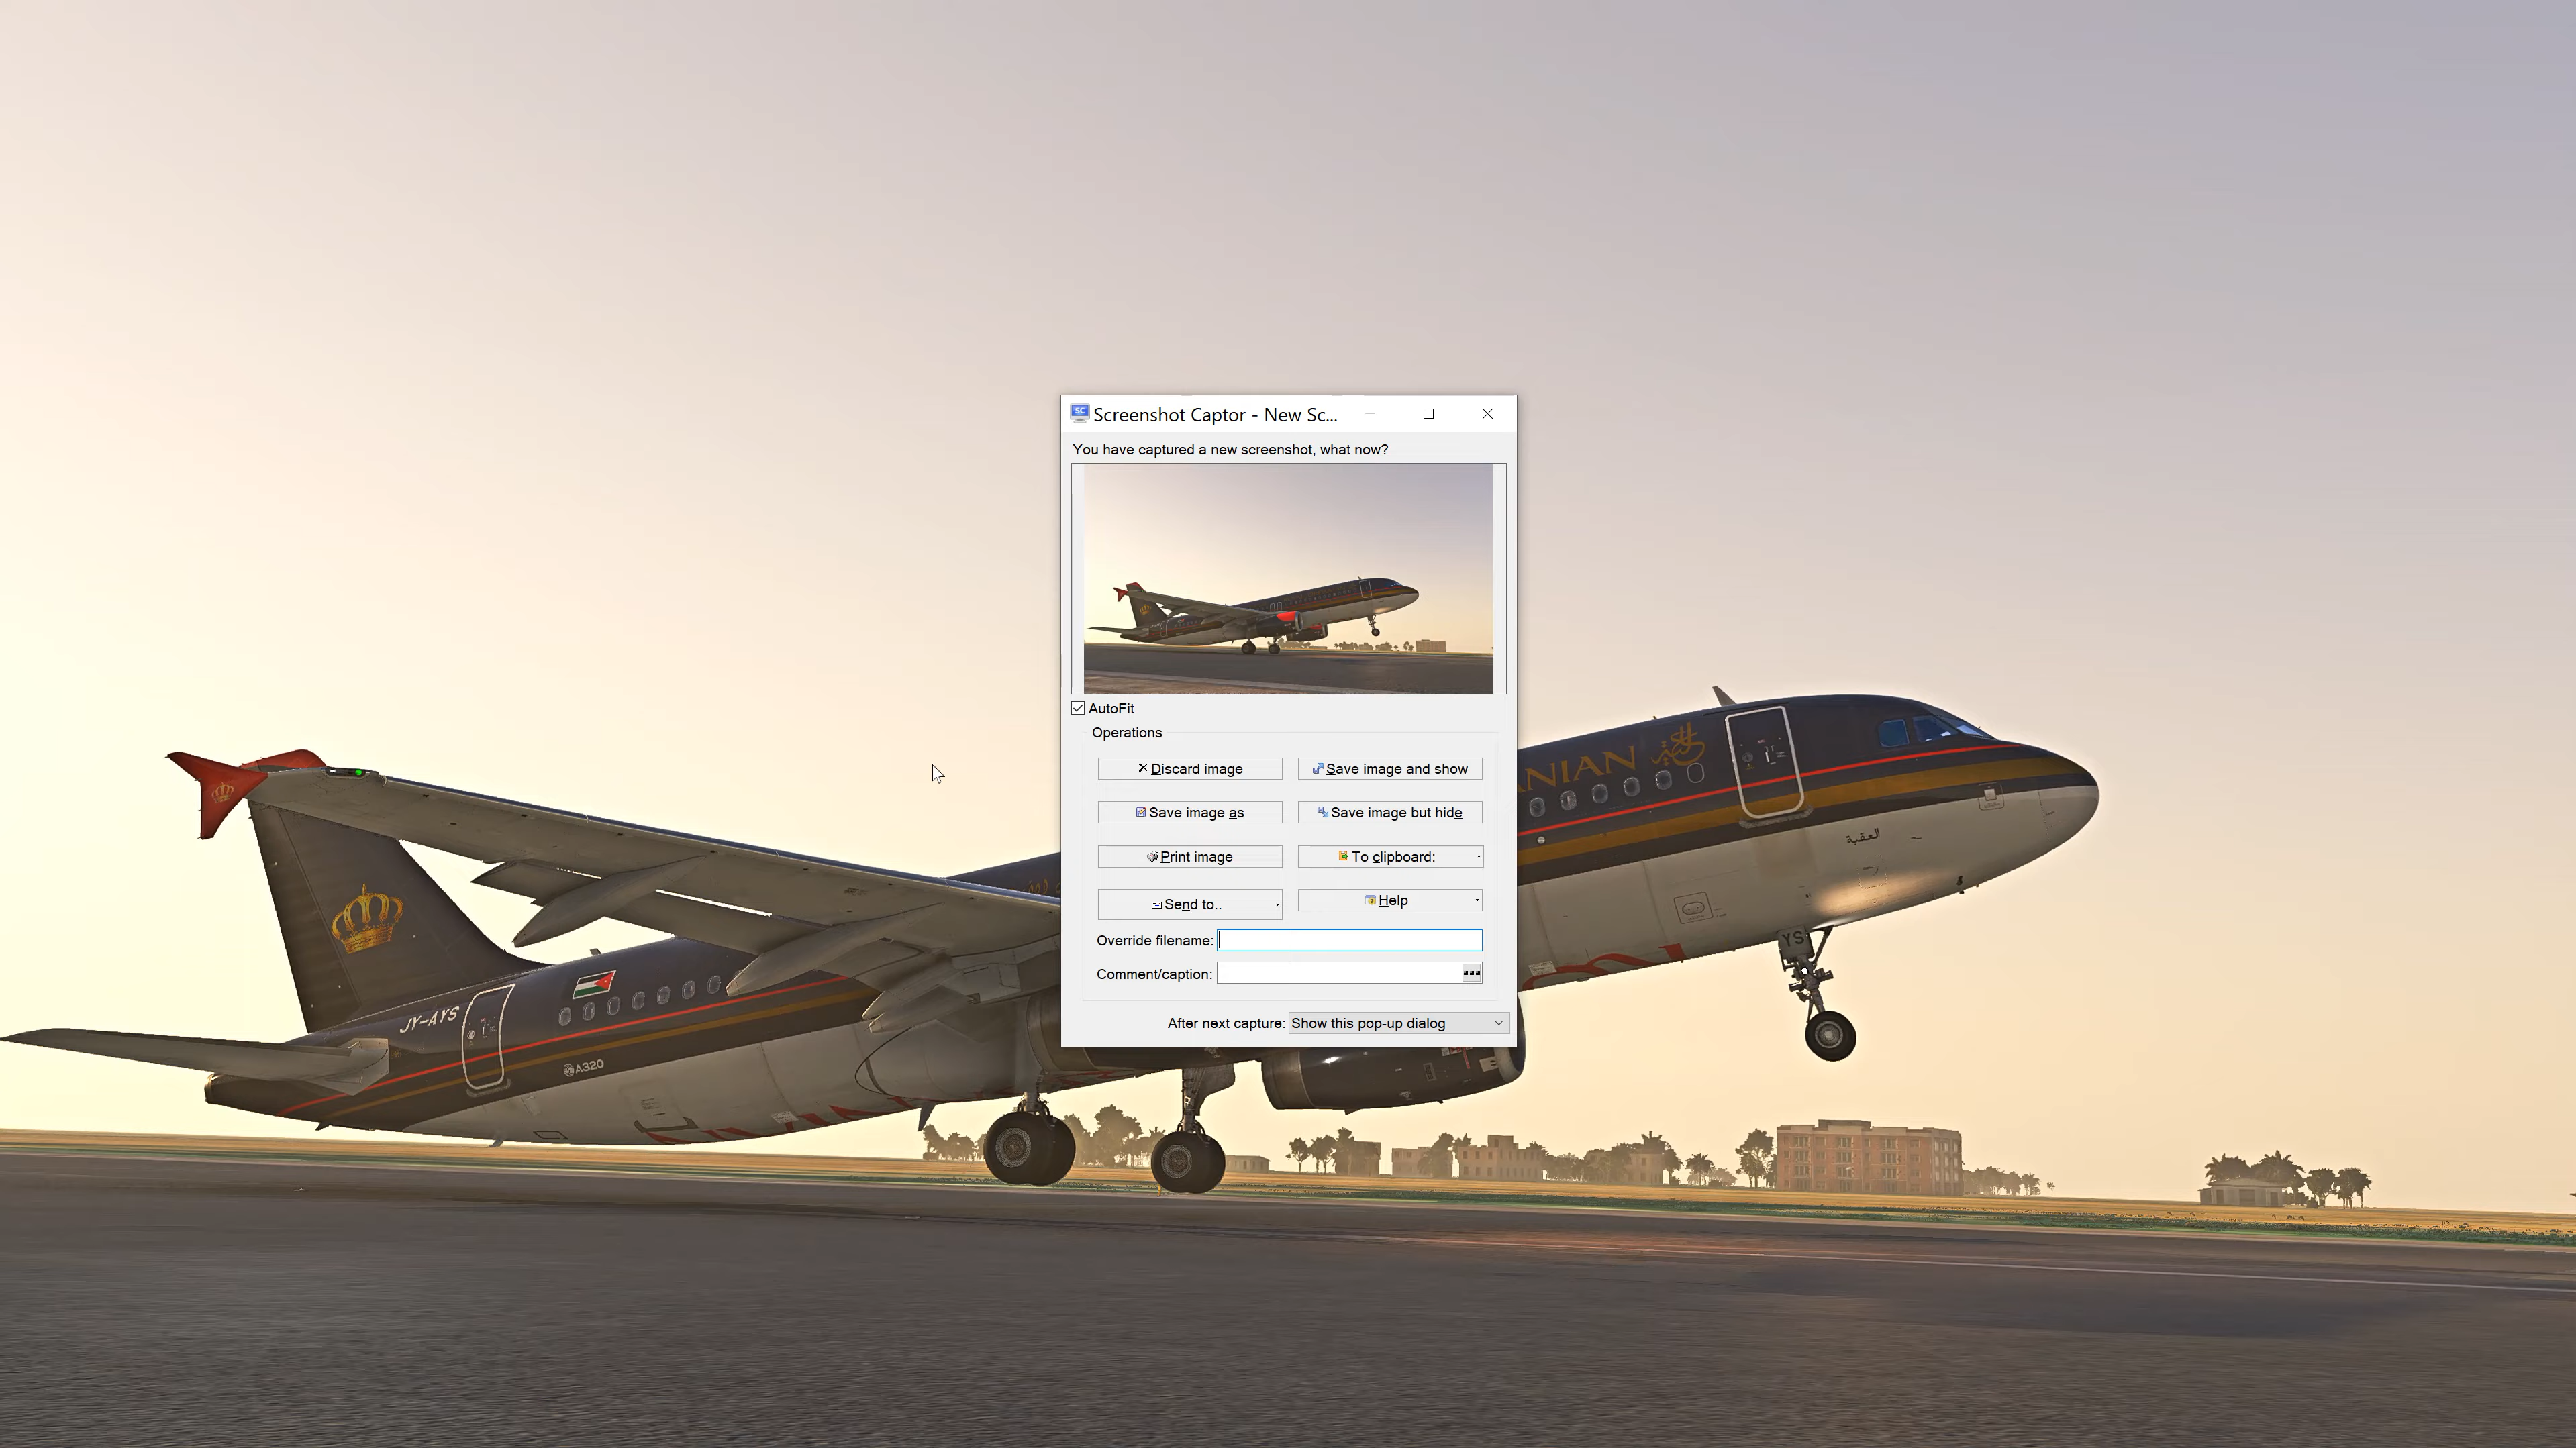 Screenshot Captor - New Sc...
You have captured a new screenshot, what now?
AutoFit
Operations
Discard image
Save image and show
Save image as
Save image but hide
Print image
To clipboard:
Send to..
Help
Override filename:
Comment/caption:
After next capture: Show this pop-up dialog
NIAN
العقبة
YS
JY-AYS
A320